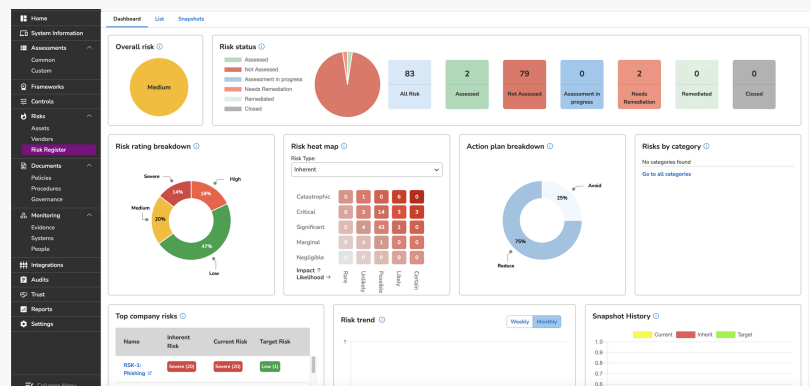 Home
System Information
Assessments
Common
Custom
Frameworks
Controls
Risks
Assets
Vendors
Risk Register
Documents
Policies
Procedures
Governance
Monitoring
Evidence
Systems
People
Integrations
Audits
Trust
Reports
Settings
Collapse Menu
Dashboard List Snapshots
Overall risk
Medium
Risk status
Assessed
Not Assessed
Assessment in progress
Needs Remediation
Remediated
Closed
83 All Risk
2 Assessed
79 Not Assessed
0 Assessment in progress
2 Needs Remediation
0 Remediated
0 Closed
Risk rating breakdown
Severe
High
14% 18%
Medium
20%
47%
Low
Risk heat map
Risk Type:
Inherent
Catastrophic 0 1 0 6 0
Critical 0 3 14 3 3
Significant 0 4 43 1 0
Marginal 0 4 1 0 0
Negligible 0 0 0 0 0
Impact ↑
Likelihood →
Rare
Unlikely
Possible
Likely
Certain
Action plan breakdown
Avoid
25%
75%
Reduce
Risks by category
No categories found
Go to all categories
Top company risks
Name Inherent Risk Current Risk Target Risk
RSK-1: Phishing Severe (20) Severe (20) Low (1)
Risk trend
Weekly Monthly
1
Snapshot History
Current Inherit Target
1.0
0.9
0.8
0.7
0.6